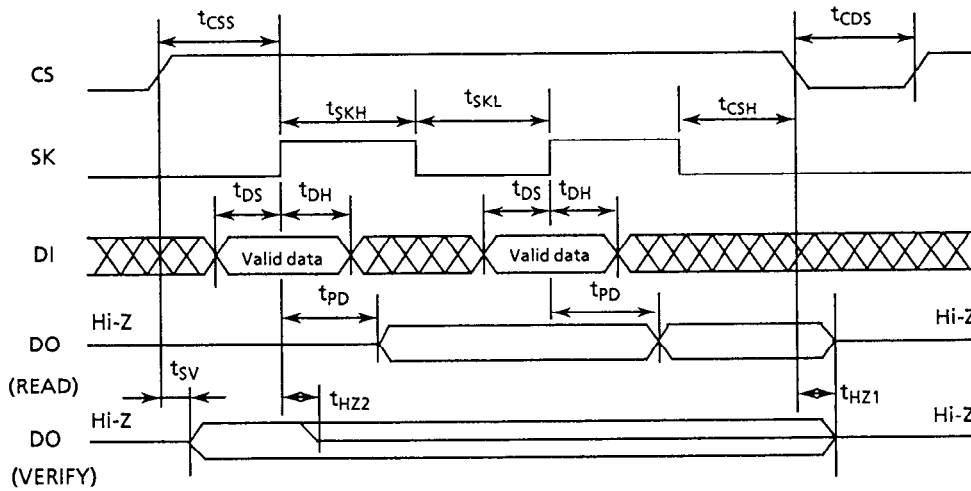 tCSS
tCDS
CS
tSKH
tSKL
tCSH
SK
tDS
tDH
tDS
tDH
DI
Valid data
Valid data
tPD
tPD
Hi-Z
Hi-Z
DO
(READ)
tSV
tHZ2
tHZ1
Hi-Z
Hi-Z
DO
(VERIFY)